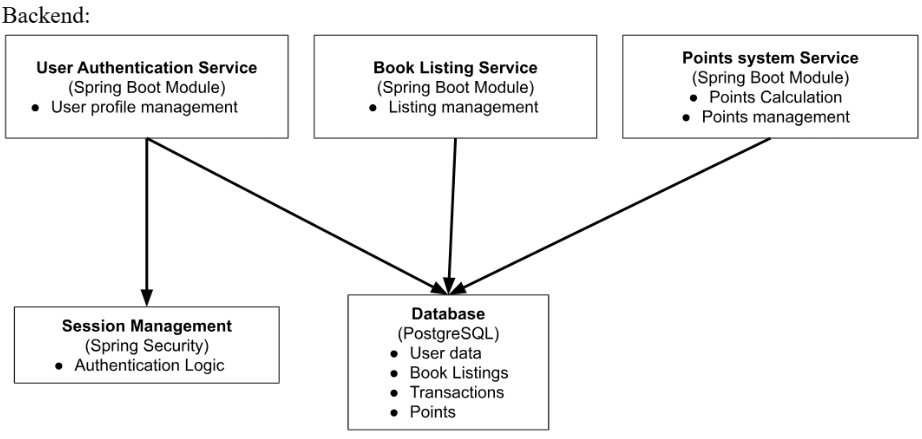 Backend:
User Authentication Service
(Spring Boot Module)
● User profile management
Book Listing Service
(Spring Boot Module)
● Listing management
Points system Service
(Spring Boot Module)
● Points Calculation
● Points management
Session Management
(Spring Security)
● Authentication Logic
Database
(PostgreSQL)
● User data
● Book Listings
● Transactions
● Points